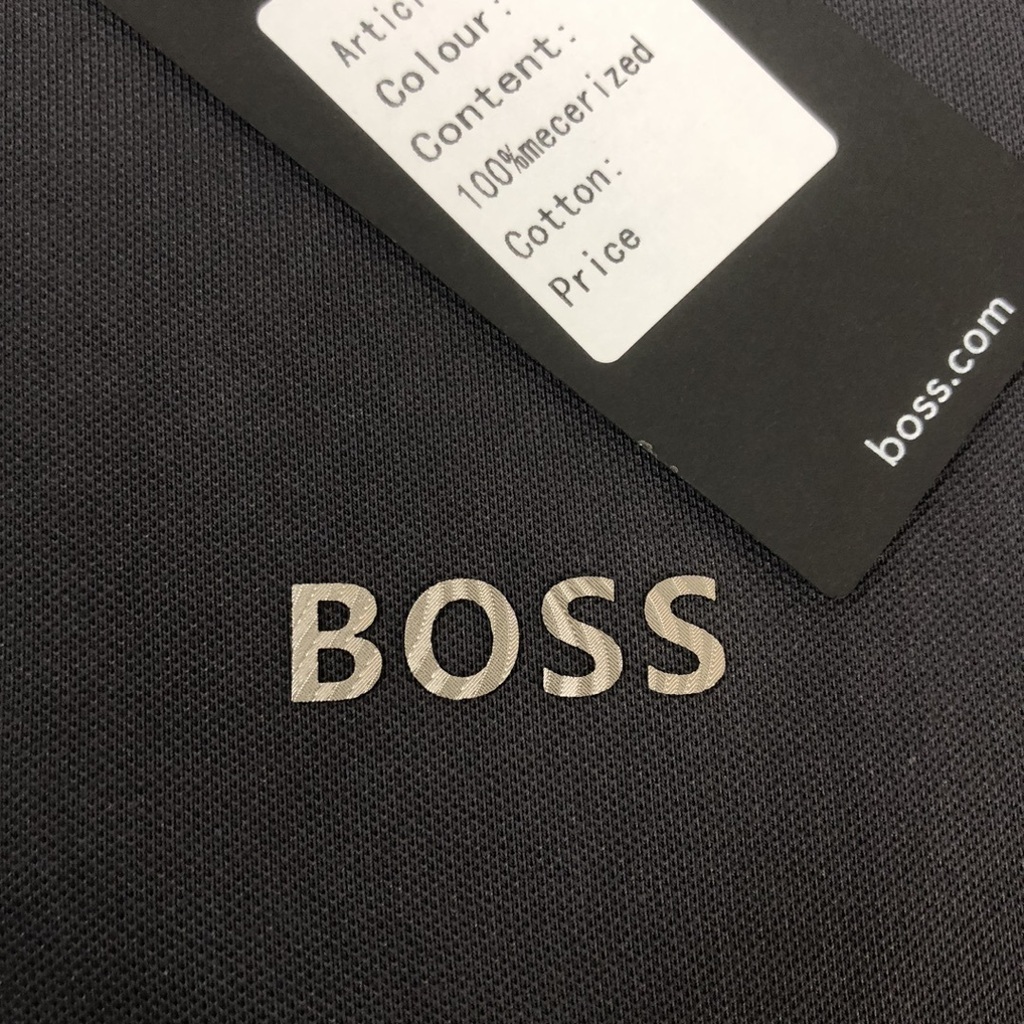 Colour:
Content:
100%mecerized
Cotton:
Price
boss.com
BOSS